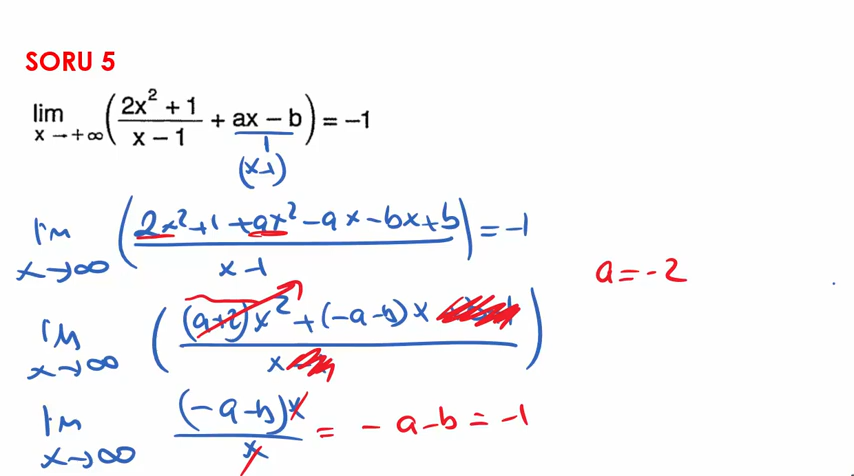 SORU 5
lim x → +∞ ( (2x² + 1)/(x − 1) + ax − b ) = −1
1
(x-1)
lim x→∞ ( (2x² + 1 + ax² − ax − bx + b)/(x − 1) ) = −1
a = −2
lim x→∞ ( ((a+2)x² + (−a−b)x)/x )
lim x→∞ (−a−b)x/x = −a−b = −1